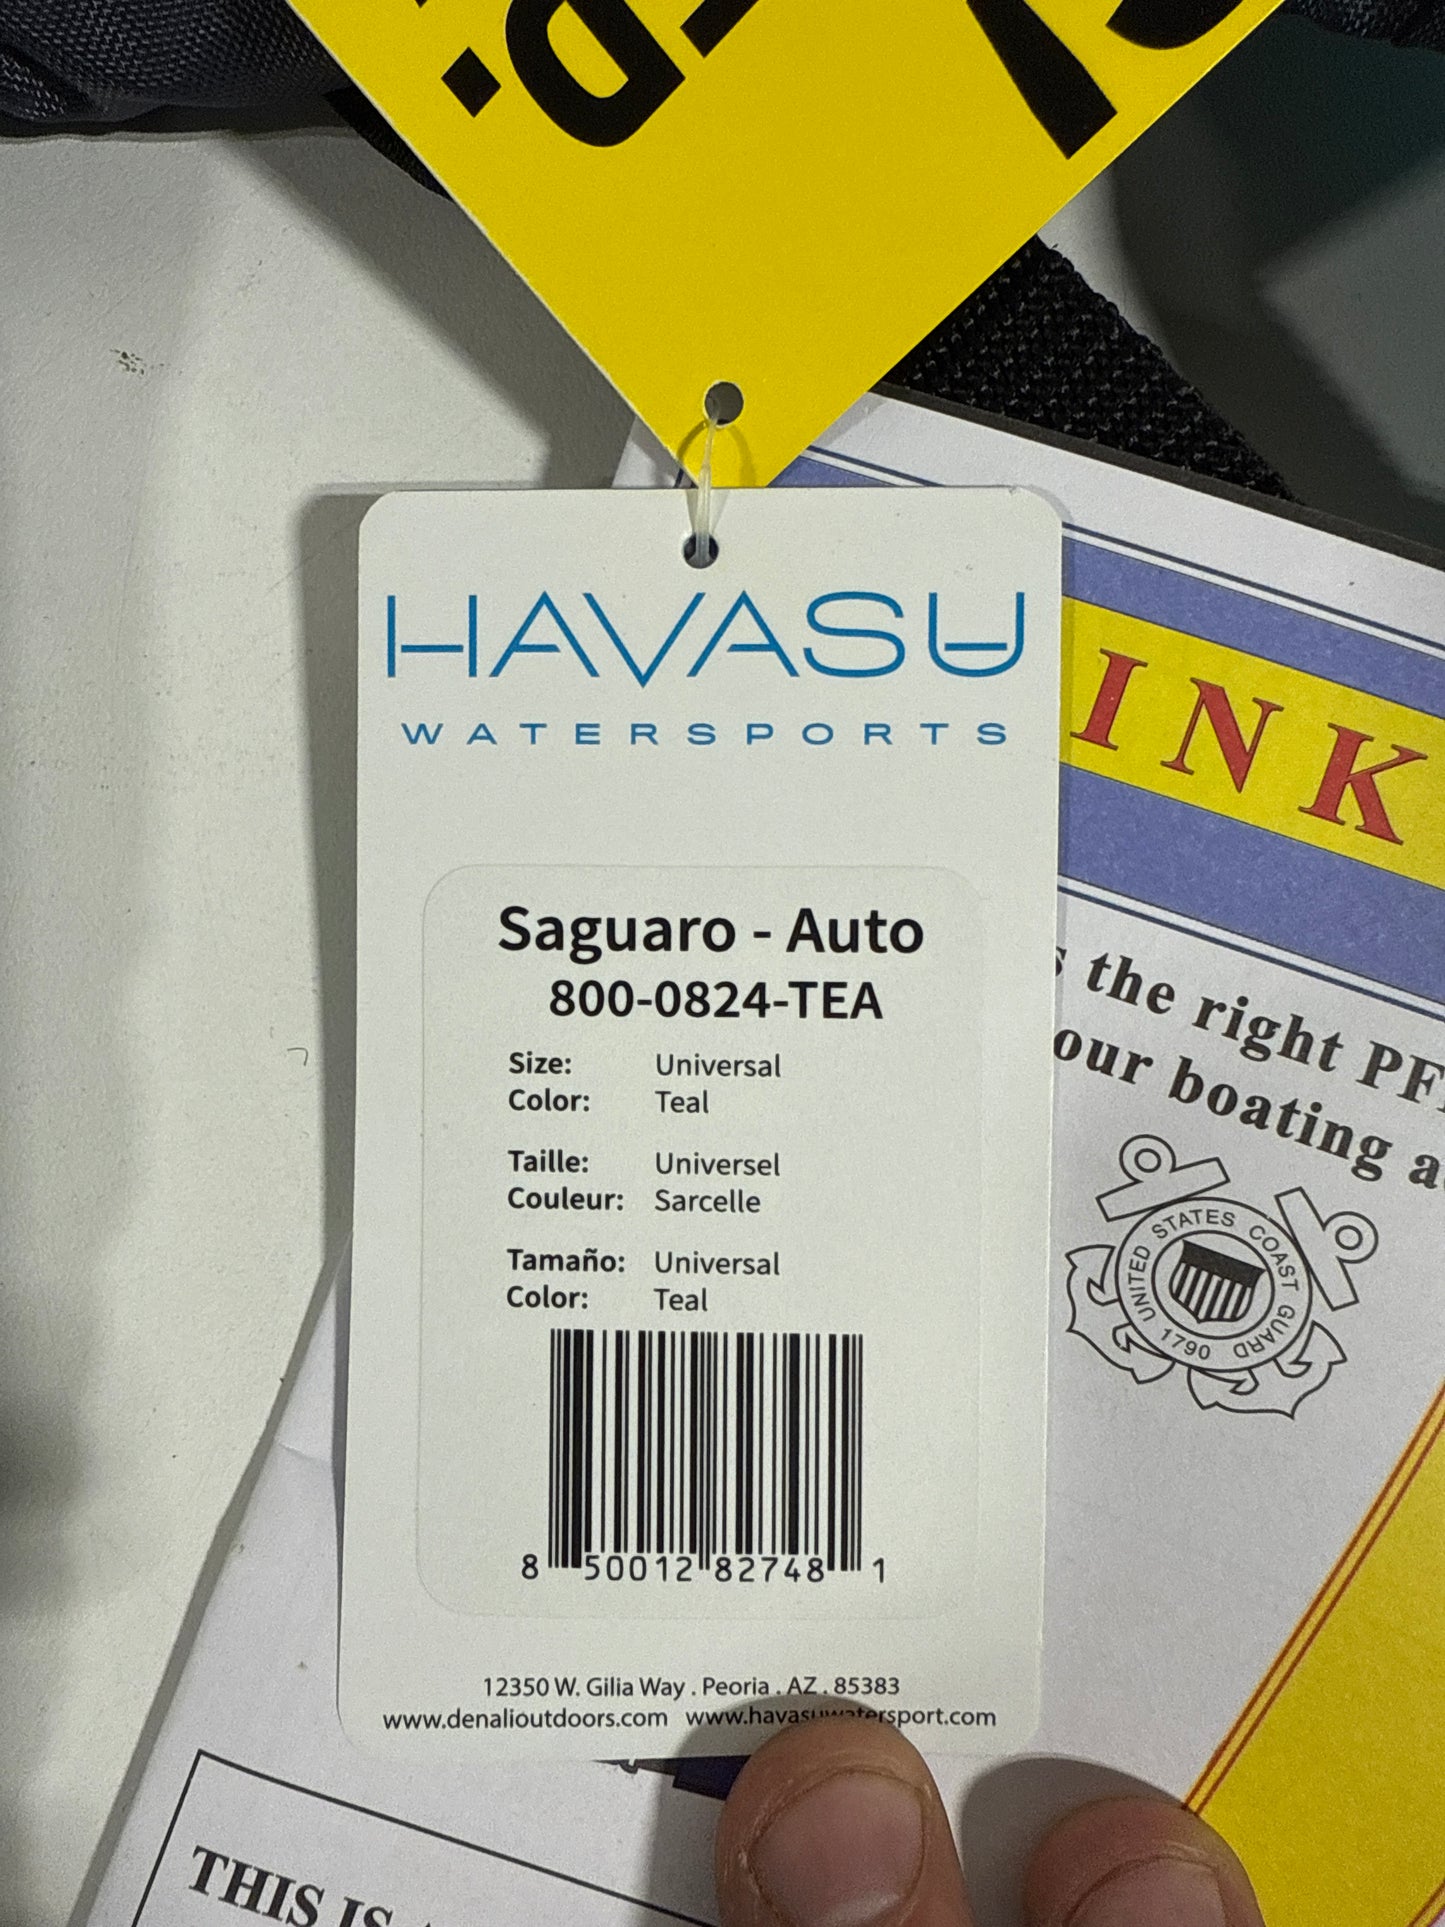 HAVASU
WATERSPORTS
Saguaro - Auto
800-0824-TEA
Size: Universal
Color: Teal
Taille: Universel
Couleur: Sarcelle
Tamaño: Universal
Color: Teal
8 50012 82748 1
12350 W. Gilia Way . Peoria . AZ . 85383
www.denalioutdoors.com www.havasuwatersport.com
INK
the right PF
our boating
UNITED STATES COAST GUARD
1790
THIS IS